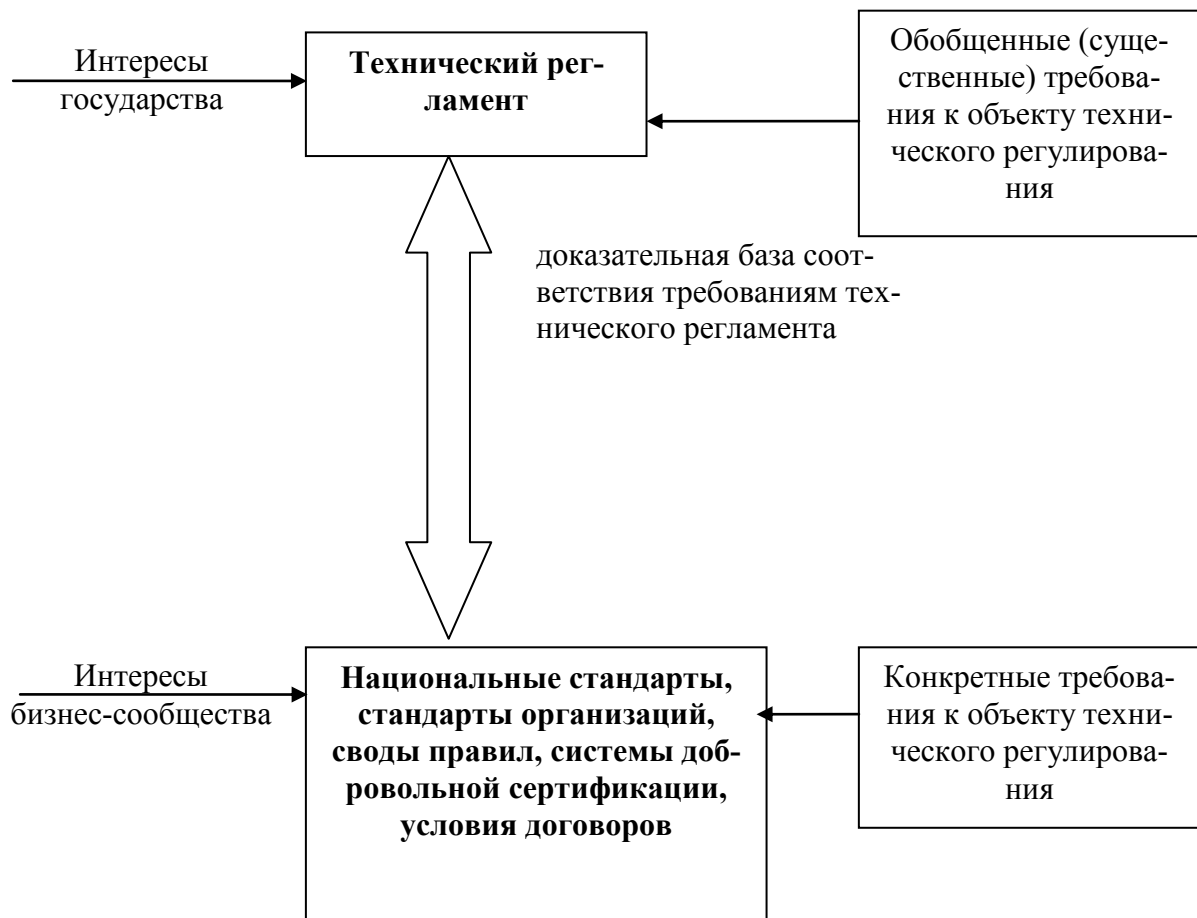 Интересы
государства
Технический рег-
ламент
Обобщенные (суще-
ственные) требова-
ния к объекту техни-
ческого регулирова-
ния
доказательная база соот-
ветствия требованиям тех-
нического регламента
Интересы
бизнес-сообщества
Национальные стандарты,
стандарты организаций,
своды правил, системы доб-
ровольной сертификации,
условия договоров
Конкретные требова-
ния к объекту техни-
ческого регулирова-
ния